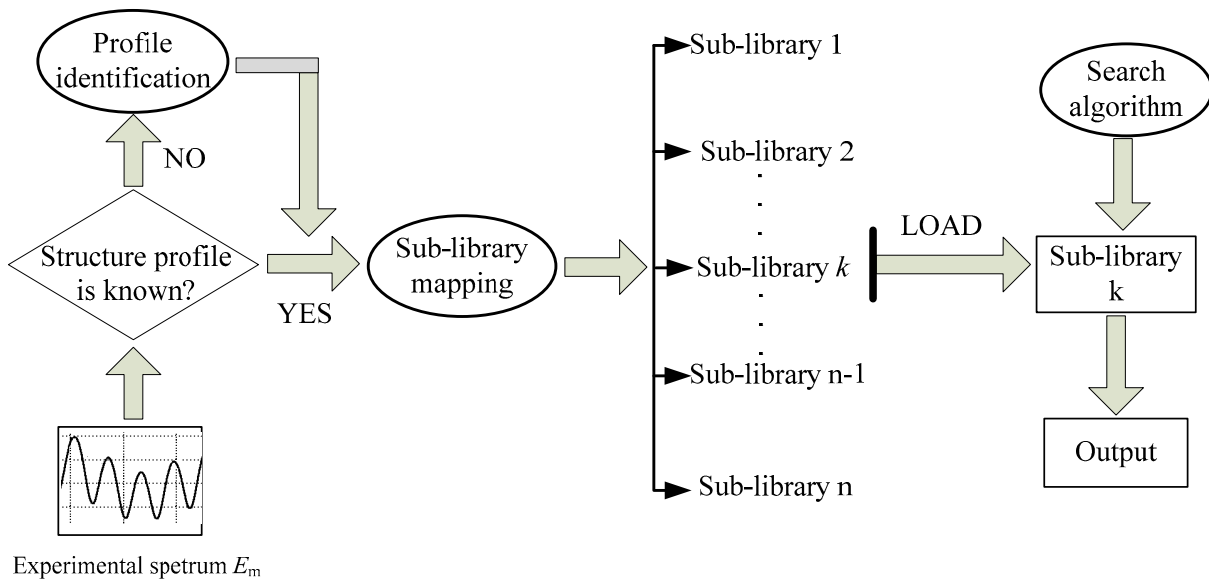 Profile
identification
NO
Structure profile
is known?
YES
Experimental spetrum Em
Sub-library
mapping
Sub-library 1
Sub-library 2
Sub-library k
Sub-library n-1
Sub-library n
LOAD
Search
algorithm
Sub-library
k
Output